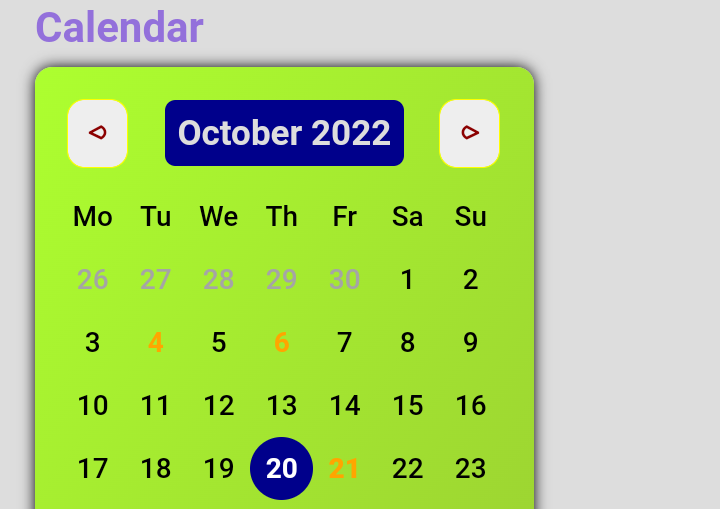 Calendar
October 2022
Mo Tu We Th Fr Sa Su
26 27 28 29 30 1 2
3 4 5 6 7 8 9
10 11 12 13 14 15 16
17 18 19 20 21 22 23